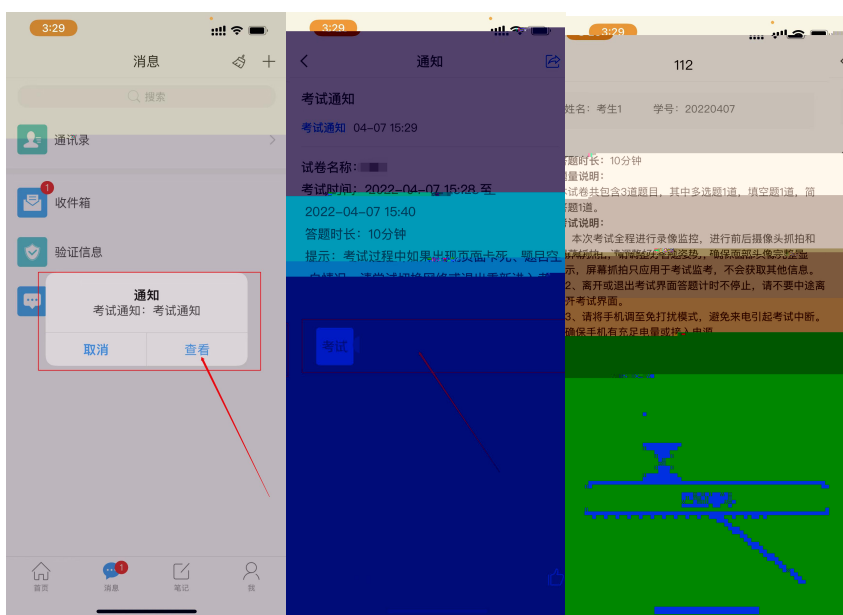 3:29
消息
搜索
通讯录
1
收件箱
验证信息
通知
考试通知：考试通知
取消
查看
首页
消息
1
笔记
我
3:29
通知
考试通知
考试通知 04-07 15:29
试卷名称：
考试时间：2022-04-07 15:28 至
2022-04-07 15:40
答题时长：10分钟
提示：考试过程中如果出现页面卡死、题目空
考试
3:29
112
姓名：考生1
学号：20220407
题时长：10分钟
量说明：
试卷共包含3道题目，其中多选题1道，填空题1道，简
题1道。
试说明：
本次考试全程进行录像监控，进行前后摄像头抓拍和
示，屏幕抓拍只应用于考试监考，不会获取其他信息。
2、离开或退出考试界面答题计时不停止，请不要中途离
开考试界面。
3、请将手机调至免打扰模式，避免来电引起考试中断。
确保手机有充足电量或接入电源